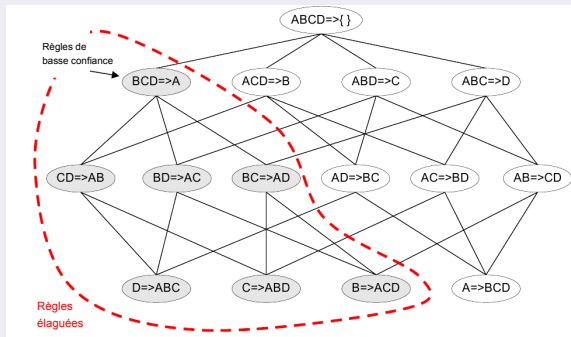 ABCD=>{ }
Règles de
basse confiance
BCD=>A
ACD=>B
ABD=>C
ABC=>D
CD=>AB
BD=>AC
BC=>AD
AD=>BC
AC=>BD
AB=>CD
D=>ABC
C=>ABD
B=>ACD
A=>BCD
Règles
élaguées